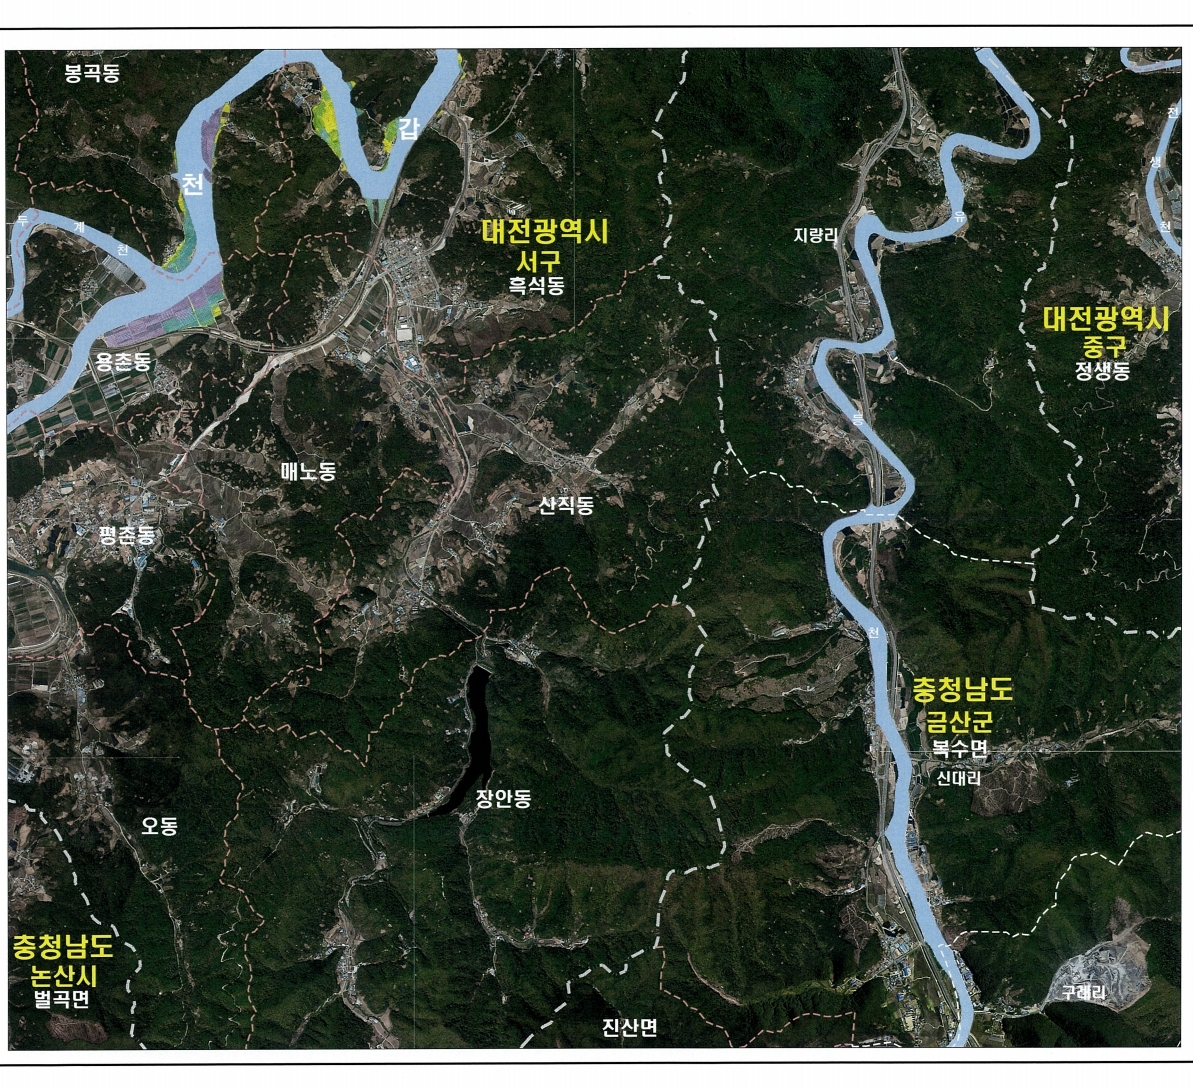 봉곡동
갑
천
천
생
천
두
계
천
유
대전광역시
서구
흑석동
지량리
대전광역시
중구
정생동
용촌동
등
매노동
산직동
평촌동
천
충청남도
금산군
복수면
신대리
장안동
오동
충청남도
논산시
벌곡면
구례리
진산면